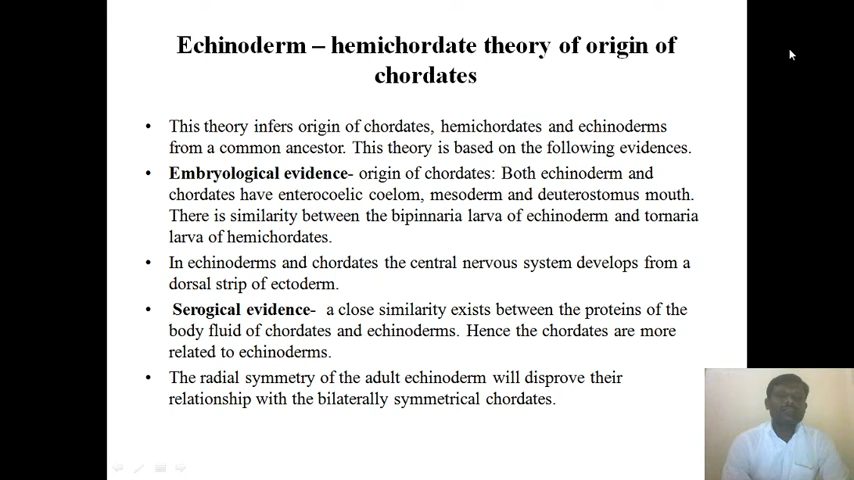 Echinoderm – hemichordate theory of origin of
chordates
• This theory infers origin of chordates, hemichordates and echinoderms
from a common ancestor. This theory is based on the following evidences.
• Embryological evidence- origin of chordates: Both echinoderm and
chordates have enterocoelic coelom, mesoderm and deuterostomus mouth.
There is similarity between the bipinnaria larva of echinoderm and tornaria
larva of hemichordates.
• In echinoderms and chordates the central nervous system develops from a
dorsal strip of ectoderm.
• Serogical evidence- a close similarity exists between the proteins of the
body fluid of chordates and echinoderms. Hence the chordates are more
related to echinoderms.
• The radial symmetry of the adult echinoderm will disprove their
relationship with the bilaterally symmetrical chordates.